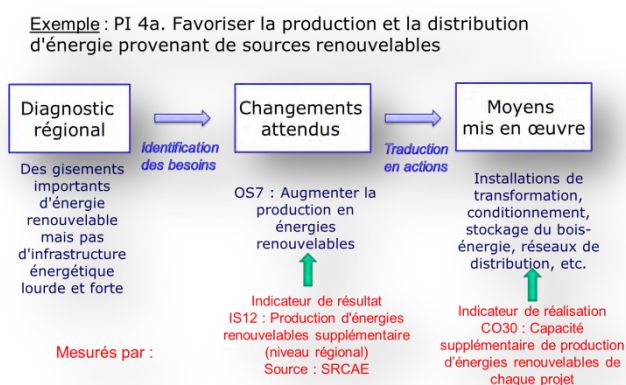 Exemple : PI 4a. Favoriser la production et la distribution
d'énergie provenant de sources renouvelables
Diagnostic
régional
Identification
des besoins
Changements
attendus
Traduction
en actions
Moyens
mis en œuvre
Des gisements
importants
d'énergie
renouvelable
mais pas
d'infrastructure
énergétique
lourde et forte
OS7 : Augmenter la
production en
énergies
renouvelables
Installations de
transformation,
conditionnement,
stockage du bois-
énergie, réseaux de
distribution, etc.
Mesurés par :
Indicateur de résultat
IS12 : Production d'énergies
renouvelables supplémentaire
(niveau régional)
Source : SRCAE
Indicateur de réalisation
CO30 : Capacité
supplémentaire de production
d'énergies renouvelables de
chaque projet